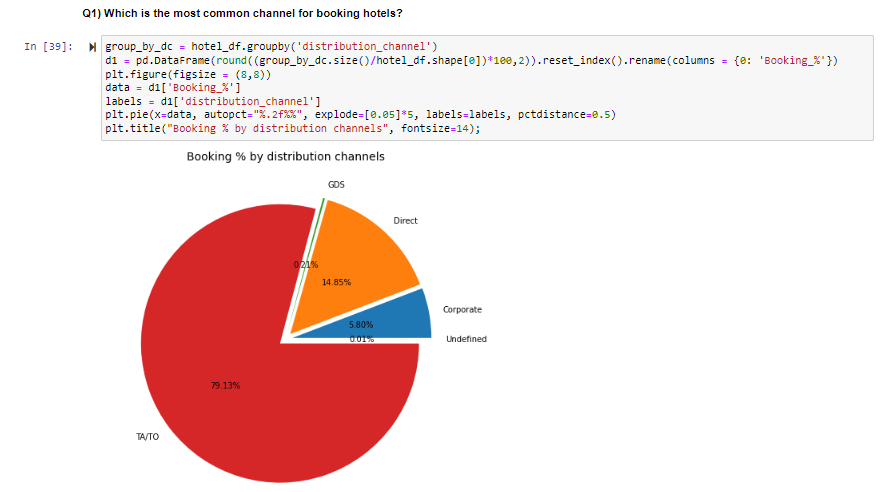 Q1) Which is the most common channel for booking hotels?
In [39]:
group_by_dc = hotel_df.groupby('distribution_channel')
d1 = pd.DataFrame(round((group_by_dc.size()/hotel_df.shape[0])*100,2)).reset_index().rename(columns = {0: 'Booking_%'})
plt.figure(figsize = (8,8))
data = d1['Booking_%']
labels = d1['distribution_channel']
plt.pie(x=data, autopct="%.2f%%", explode=[0.05]*5, labels=labels, pctdistance=0.5)
plt.title("Booking % by distribution channels", fontsize=14);
Booking % by distribution channels
GDS
Direct
0.21%
14.85%
Corporate
5.80%
0.01%
Undefined
79.13%
TA/TO